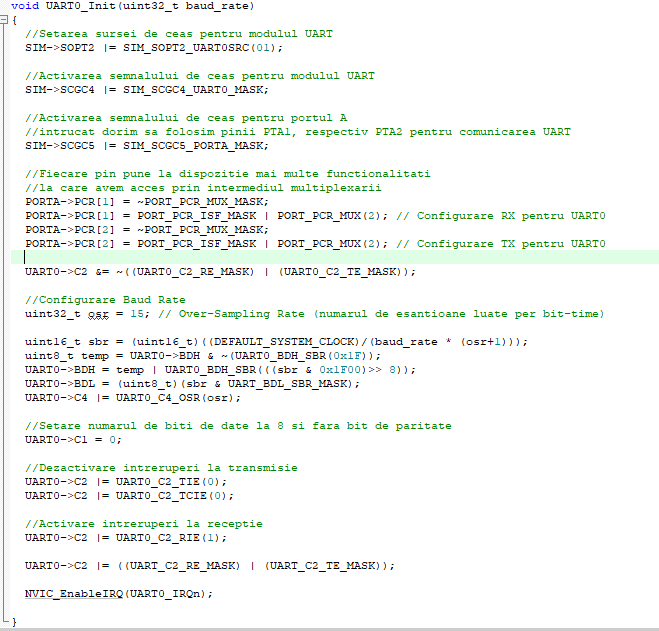 void UART0_Init(uint32_t baud_rate)
{
//Setarea sursei de ceas pentru modulul UART
SIM->SOPT2 |= SIM_SOPT2_UART0SRC(01);
//Activarea semnalului de ceas pentru modulul UART
SIM->SCGC4 |= SIM_SCGC4_UART0_MASK;
//Activarea semnalului de ceas pentru portul A
//intrucat dorim sa folosim pinii PTA1, respectiv PTA2 pentru comunicarea UART
SIM->SCGC5 |= SIM_SCGC5_PORTA_MASK;
//Fiecare pin pune la dispozitie mai multe functionalitati
//la care avem acces prin intermediul multiplexarii
PORTA->PCR[1] = ~PORT_PCR_MUX_MASK;
PORTA->PCR[1] = PORT_PCR_ISF_MASK | PORT_PCR_MUX(2); // Configurare RX pentru UART0
PORTA->PCR[2] = ~PORT_PCR_MUX_MASK;
PORTA->PCR[2] = PORT_PCR_ISF_MASK | PORT_PCR_MUX(2); // Configurare TX pentru UART0
UART0->C2 &= ~((UART0_C2_RE_MASK) | (UART0_C2_TE_MASK));
//Configurare Baud Rate
uint32_t osr = 15; // Over-Sampling Rate (numarul de esantioane luate per bit-time)
uint16_t sbr = (uint16_t)((DEFAULT_SYSTEM_CLOCK)/(baud_rate * (osr+1)));
uint8_t temp = UART0->BDH & ~(UART0_BDH_SBR(0x1F));
UART0->BDH = temp | UART0_BDH_SBR(((sbr & 0x1F00)>> 8));
UART0->BDL = (uint8_t)(sbr & UART_BDL_SBR_MASK);
UART0->C4 |= UART0_C4_OSR(osr);
//Setare numarul de biti de date la 8 si fara bit de paritate
UART0->C1 = 0;
//Dezactivare intreruperi la transmisie
UART0->C2 |= UART0_C2_TIE(0);
UART0->C2 |= UART0_C2_TCIE(0);
//Activare intreruperi la receptie
UART0->C2 |= UART0_C2_RIE(1);
UART0->C2 |= ((UART_C2_RE_MASK) | (UART_C2_TE_MASK));
NVIC_EnableIRQ(UART0_IRQn);
}